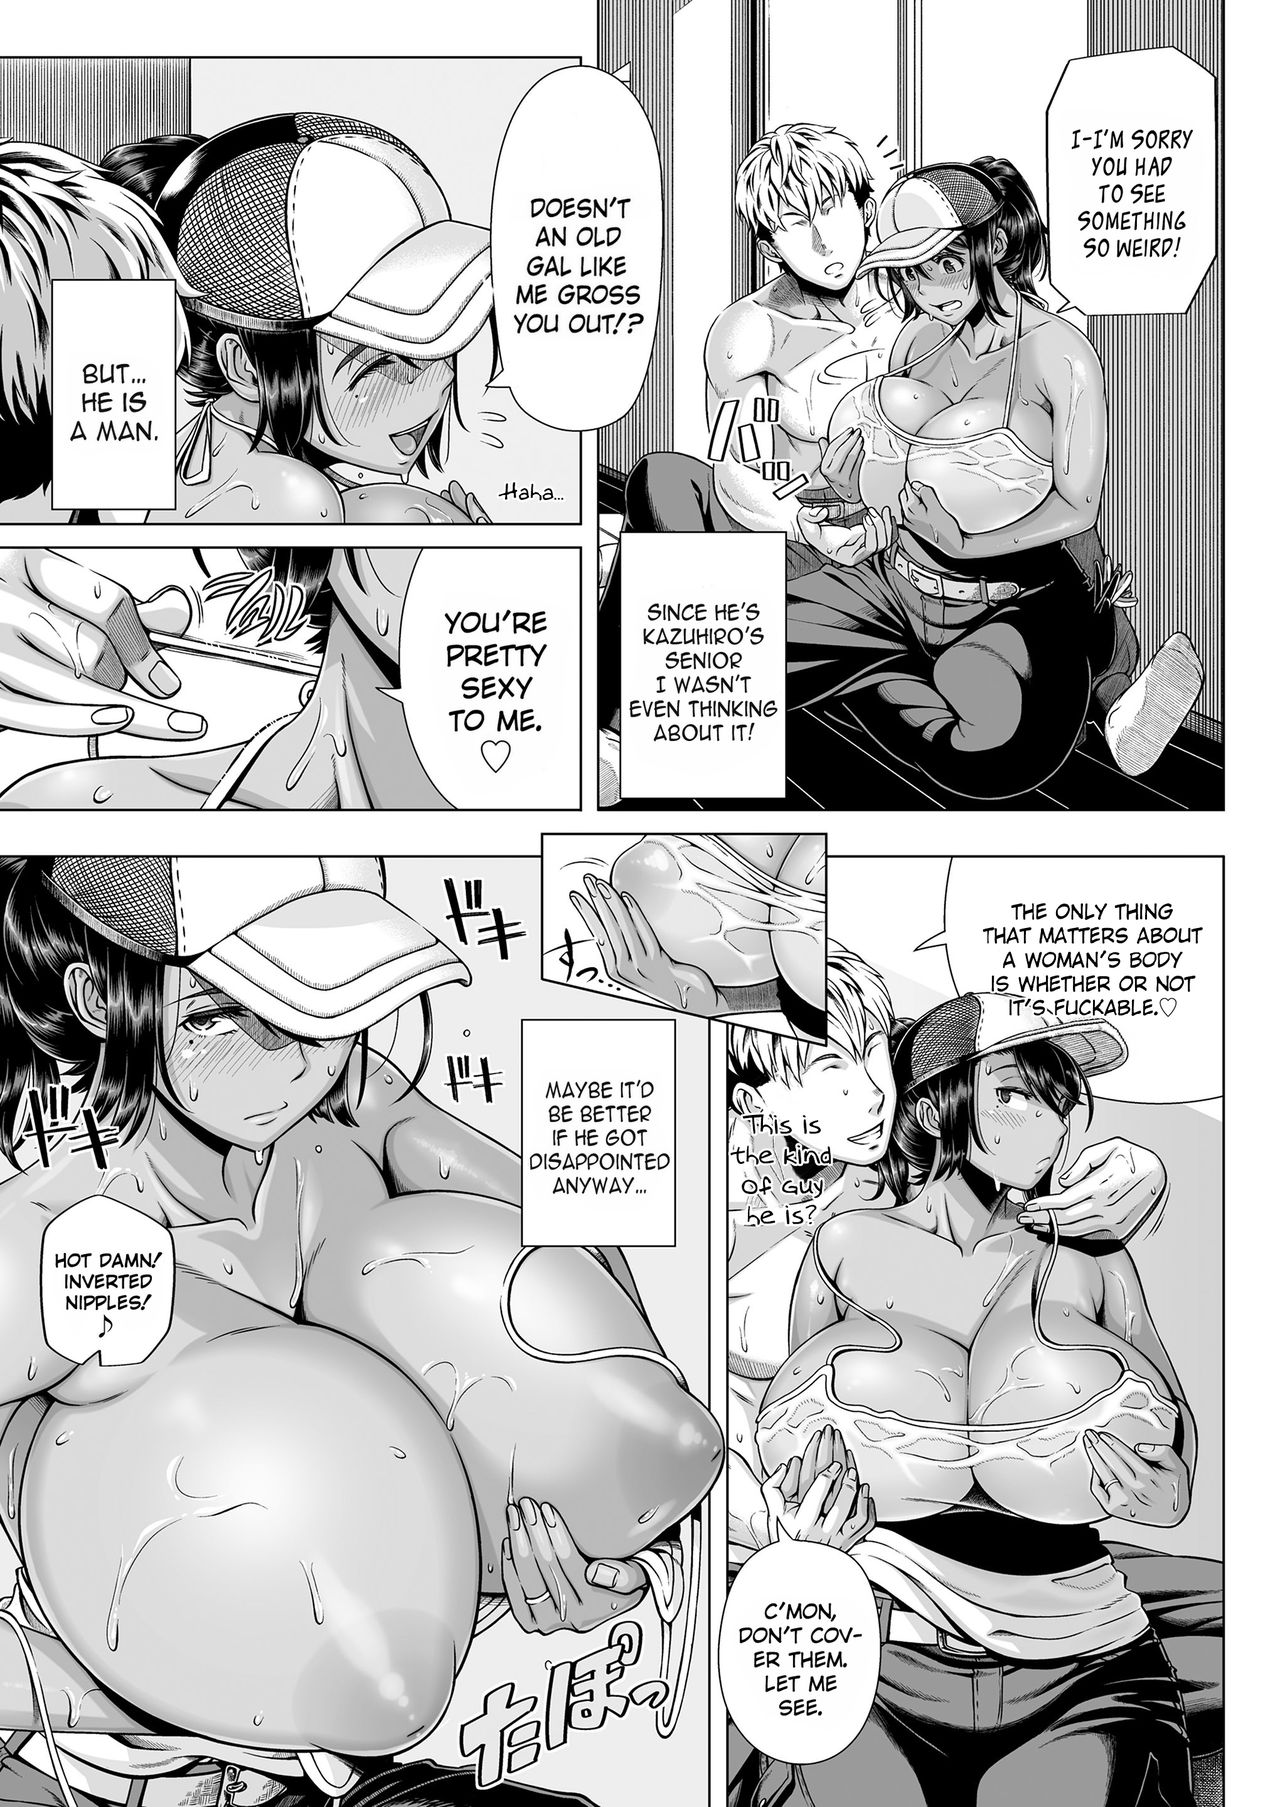 I-I'M SORRY
YOU HAD
TO SEE
SOMETHING
SO WEIRD!
SINCE HE'S
KAZUHIRO'S
SENIOR
I WASN'T
EVEN THINKING
ABOUT IT!
DOESN'T
AN OLD
GAL LIKE
ME GROSS
YOU OUT!?
Haha...
BUT...
HE IS
A MAN.
YOU'RE
PRETTY
SEXY
TO ME.
♡
THE ONLY THING
THAT MATTERS ABOUT
A WOMAN'S BODY
IS WHETHER OR NOT
IT'S FUCKABLE.♡
This is
the kind
of guy
he is?
C'MON,
DON'T COV-
ER THEM.
LET ME
SEE.
すっ
MAYBE IT'D
BE BETTER
IF HE GOT
DISAPPOINTED
ANYWAY...
ドキ
ドキ
ドキ
HOT DAMN!
INVERTED
NIPPLES!
♪
たぽっ